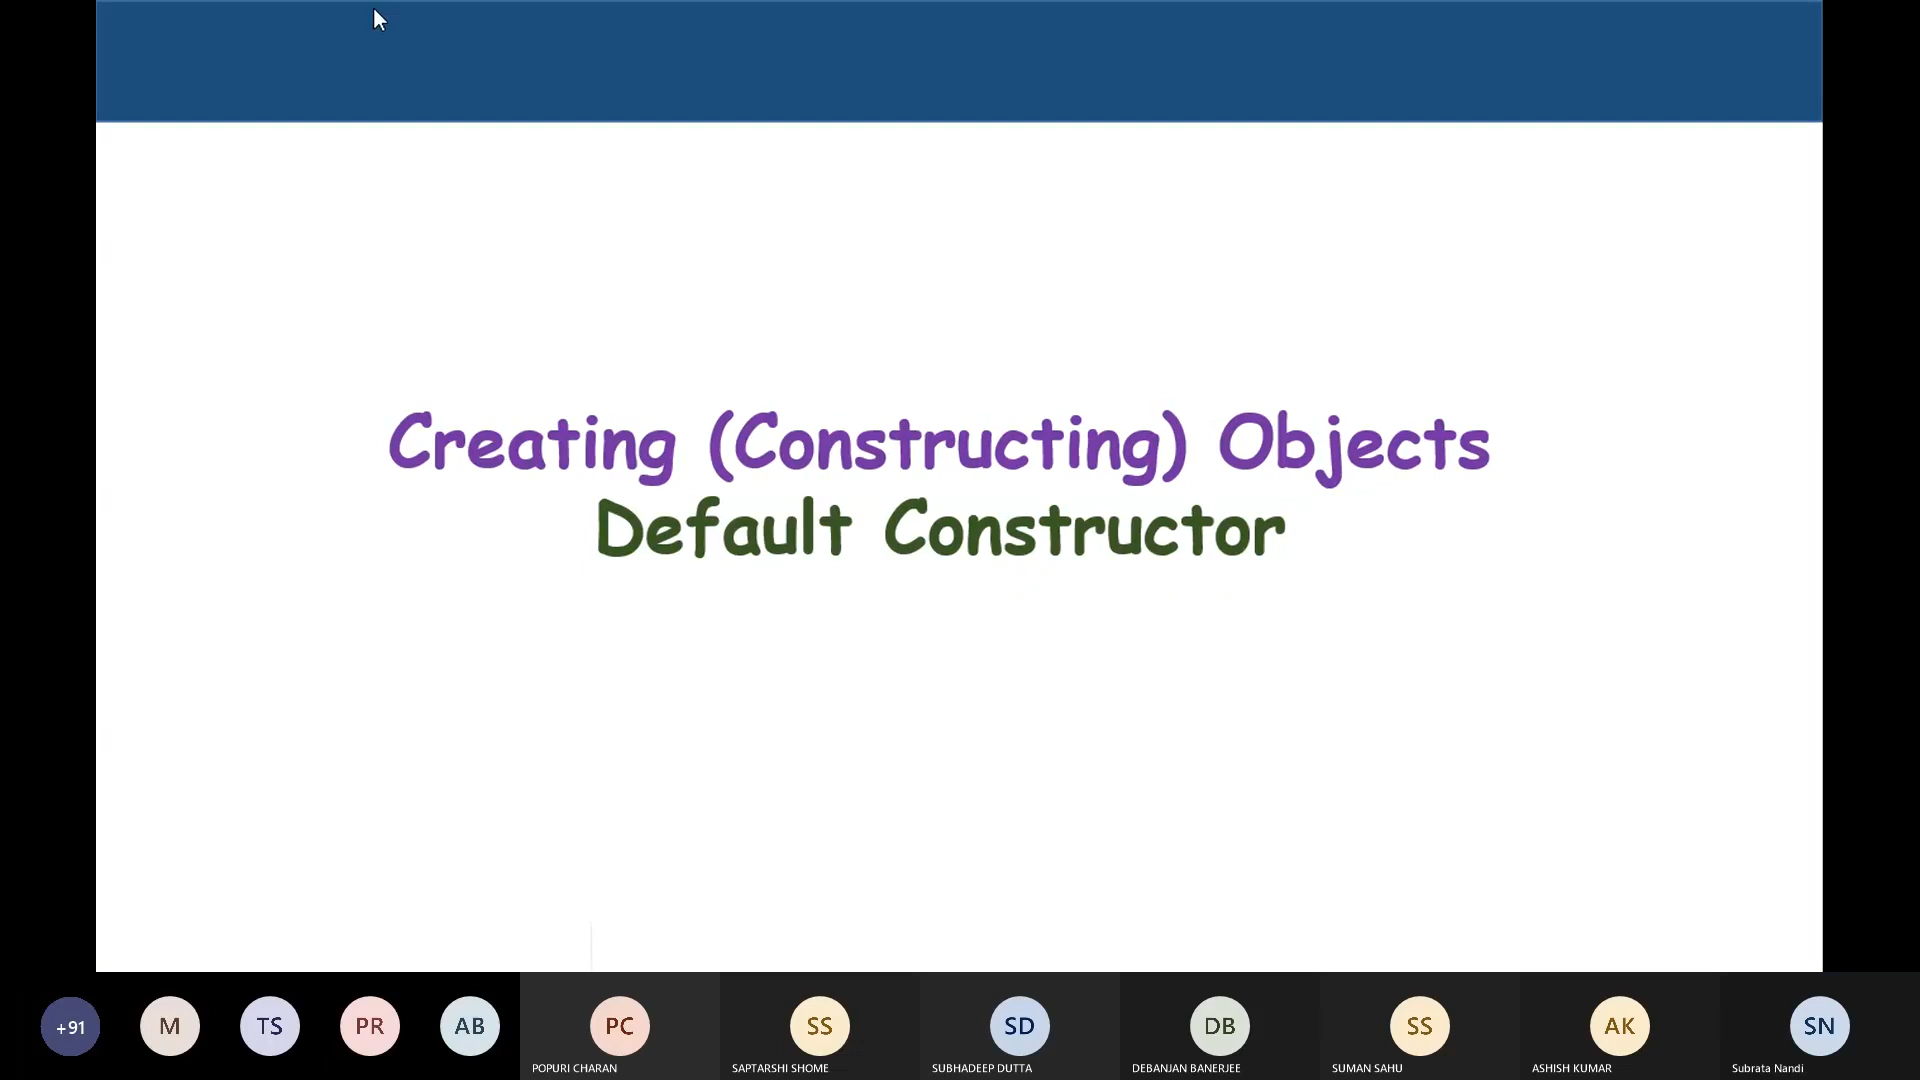 Creating (Constructing) Objects
Default Constructor
+91
M
TS
PR
AB
PC
SS
SD
DB
SS
AK
SN
POPURI CHARAN
SAPTARSHI SHOME
SUBHADEEP DUTTA
DEBANJAN BANERJEE
SUMAN SAHU
ASHISH KUMAR
Subrata Nandi